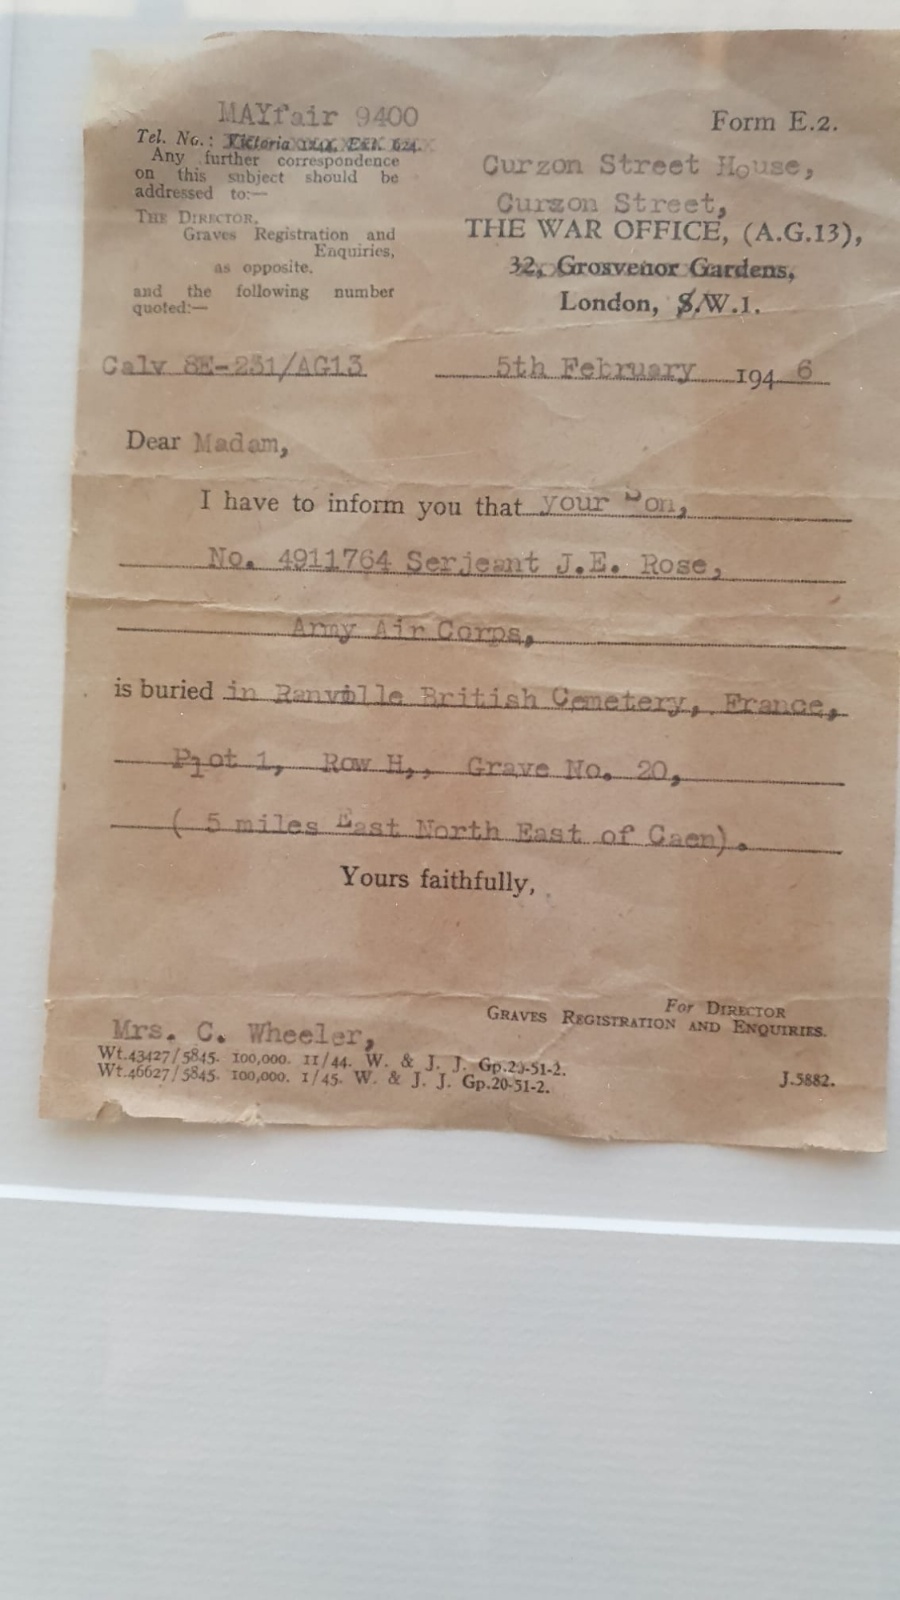 MAYfair 9400
Tel. No.: Victoria
Any further correspondence
on this subject should be
addressed to:—
THE DIRECTOR,
Graves Registration and
Enquiries,
as opposite.
and the following number
quoted:—
Form E.2.
Curzon Street House,
Curzon Street,
THE WAR OFFICE, (A.G.13),
32, Grosvenor Gardens,
London, S.W.1.
Calv 8E-231/AG13
5th February 1946
Dear Madam,
I have to inform you that your Son,
No. 4911764 Serjeant J.E. Rose,
Army Air Corps,
is buried in Ranville British Cemetery, France,
Plot 1, Row H,, Grave No. 20,
( 5 miles East North East of Caen).
Yours faithfully,
For DIRECTOR
GRAVES REGISTRATION AND ENQUIRIES.
Mrs. C. Wheeler,
Wt.43427/5845. 100,000. 11/44. W. & J. J. Gp.20-51-2.
Wt.46627/5845. 100,000. 1/45. W. & J. J. Gp.20-51-2.
J.5882.